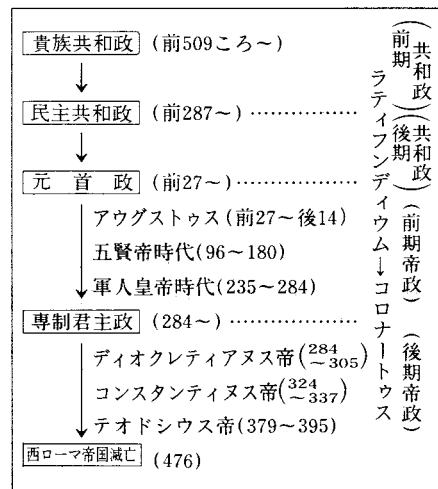 貴族共和政 (前509ころ~)
民主共和政 (前287~)
元首政 (前27~)
アウグストゥス (前27~後14)
五賢帝時代 (96~180)
軍人皇帝時代 (235~284)
専制君主政 (284~)
ディオクレティアヌス帝 (284~305)
コンスタンティヌス帝 (324~337)
テオドシウス帝 (379~395)
西ローマ帝国滅亡 (476)
(共和政前期)
(共和政後期)
(前期帝政)
(後期帝政)
ラティフンディウム→コロナートゥス